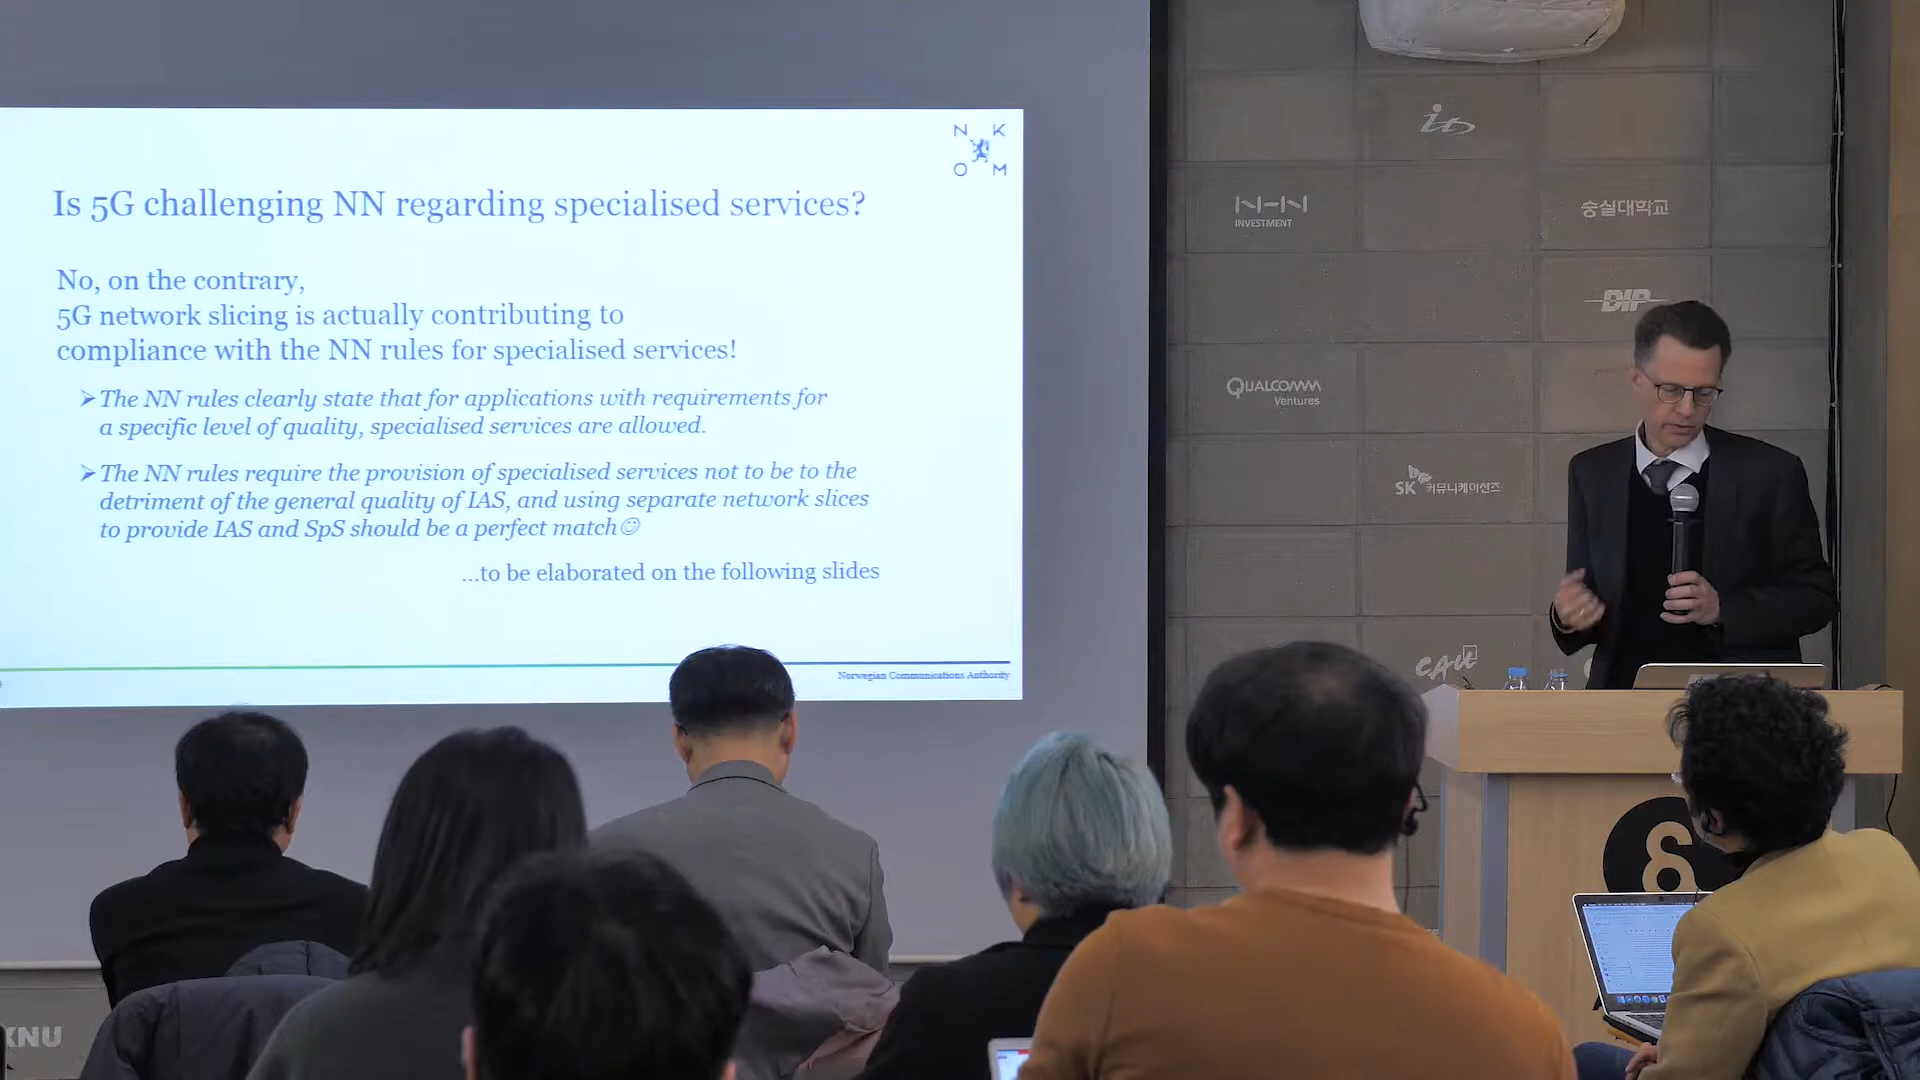 N K
O M
Is 5G challenging NN regarding specialised services?
No, on the contrary,
5G network slicing is actually contributing to
compliance with the NN rules for specialised services!
➢The NN rules clearly state that for applications with requirements for
a specific level of quality, specialised services are allowed.
➢The NN rules require the provision of specialised services not to be to the
detriment of the general quality of IAS, and using separate network slices
to provide IAS and SpS should be a perfect match☺
...to be elaborated on the following slides
Norwegian Communications Authority
NHN
INVESTMENT
숭실대학교
DIP
QUALCOMM
Ventures
SK 커뮤니케이션즈
CAU
KNU